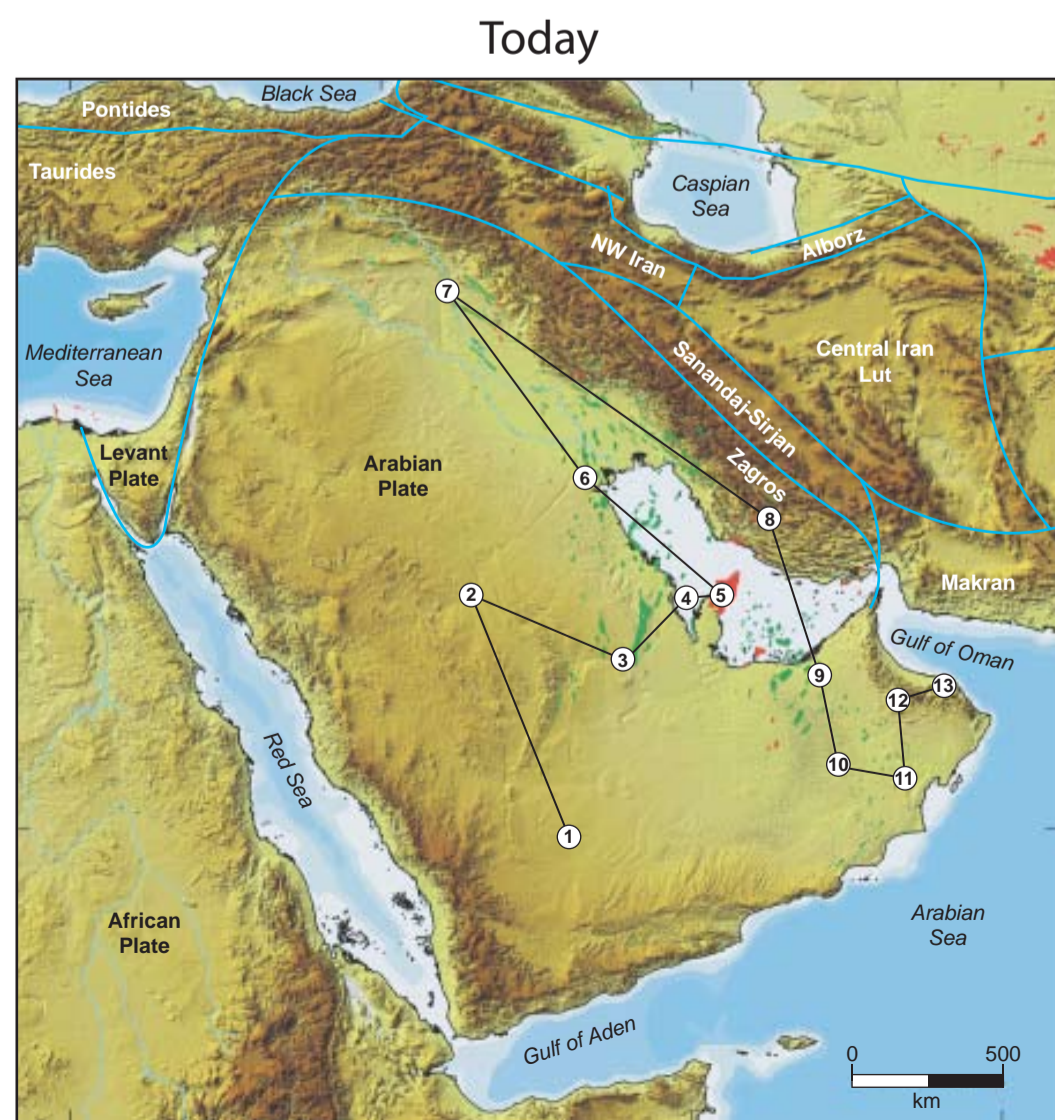 Today
Black Sea
Pontides
Taurides
Caspian
Sea
NW Iran
Alborz
Mediterranean
Sea
7
Central Iran
Lut
Sanandaj-Sirjan
Levant
Plate
Arabian
Plate
Zagros
6
8
Makran
2
4
5
Gulf of Oman
3
9
13
12
Red Sea
10
11
1
African
Plate
Arabian
Sea
Gulf of Aden
0
500
km